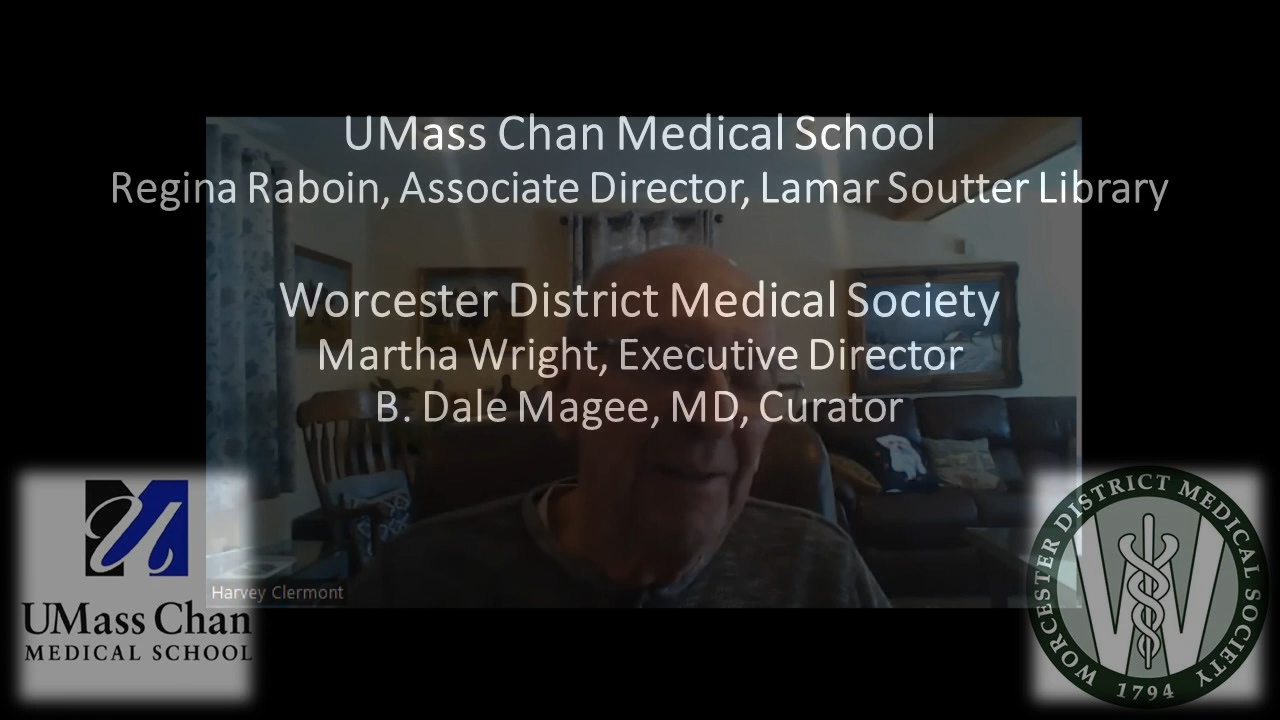 UMass Chan Medical School
Regina Raboin, Associate Director, Lamar Soutter Library
Worcester District Medical Society
Martha Wright, Executive Director
B. Dale Magee, MD, Curator
Harvey Clermont
UMass Chan
MEDICAL SCHOOL
WORCESTER DISTRICT MEDICAL SOCIETY
W
1794